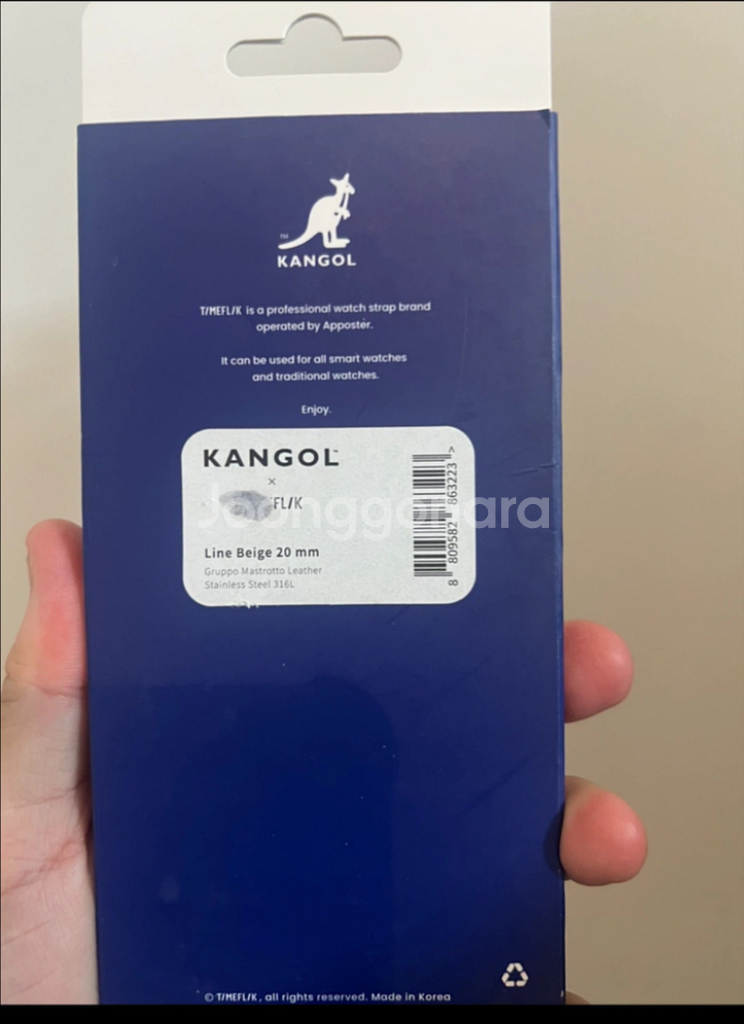 TM
KANGOL
T/MEFL/K is a professional watch strap brand
operated by Apposter.
It can be used for all smart watches
and traditional watches.
Enjoy.
KANGOL
×
FL/K
Joonggonara
Line Beige 20 mm
Gruppo Mastrotto Leather
Stainless Steel 316L
8 809582 863223 >
© T/MEFL/K, all rights reserved. Made in Korea